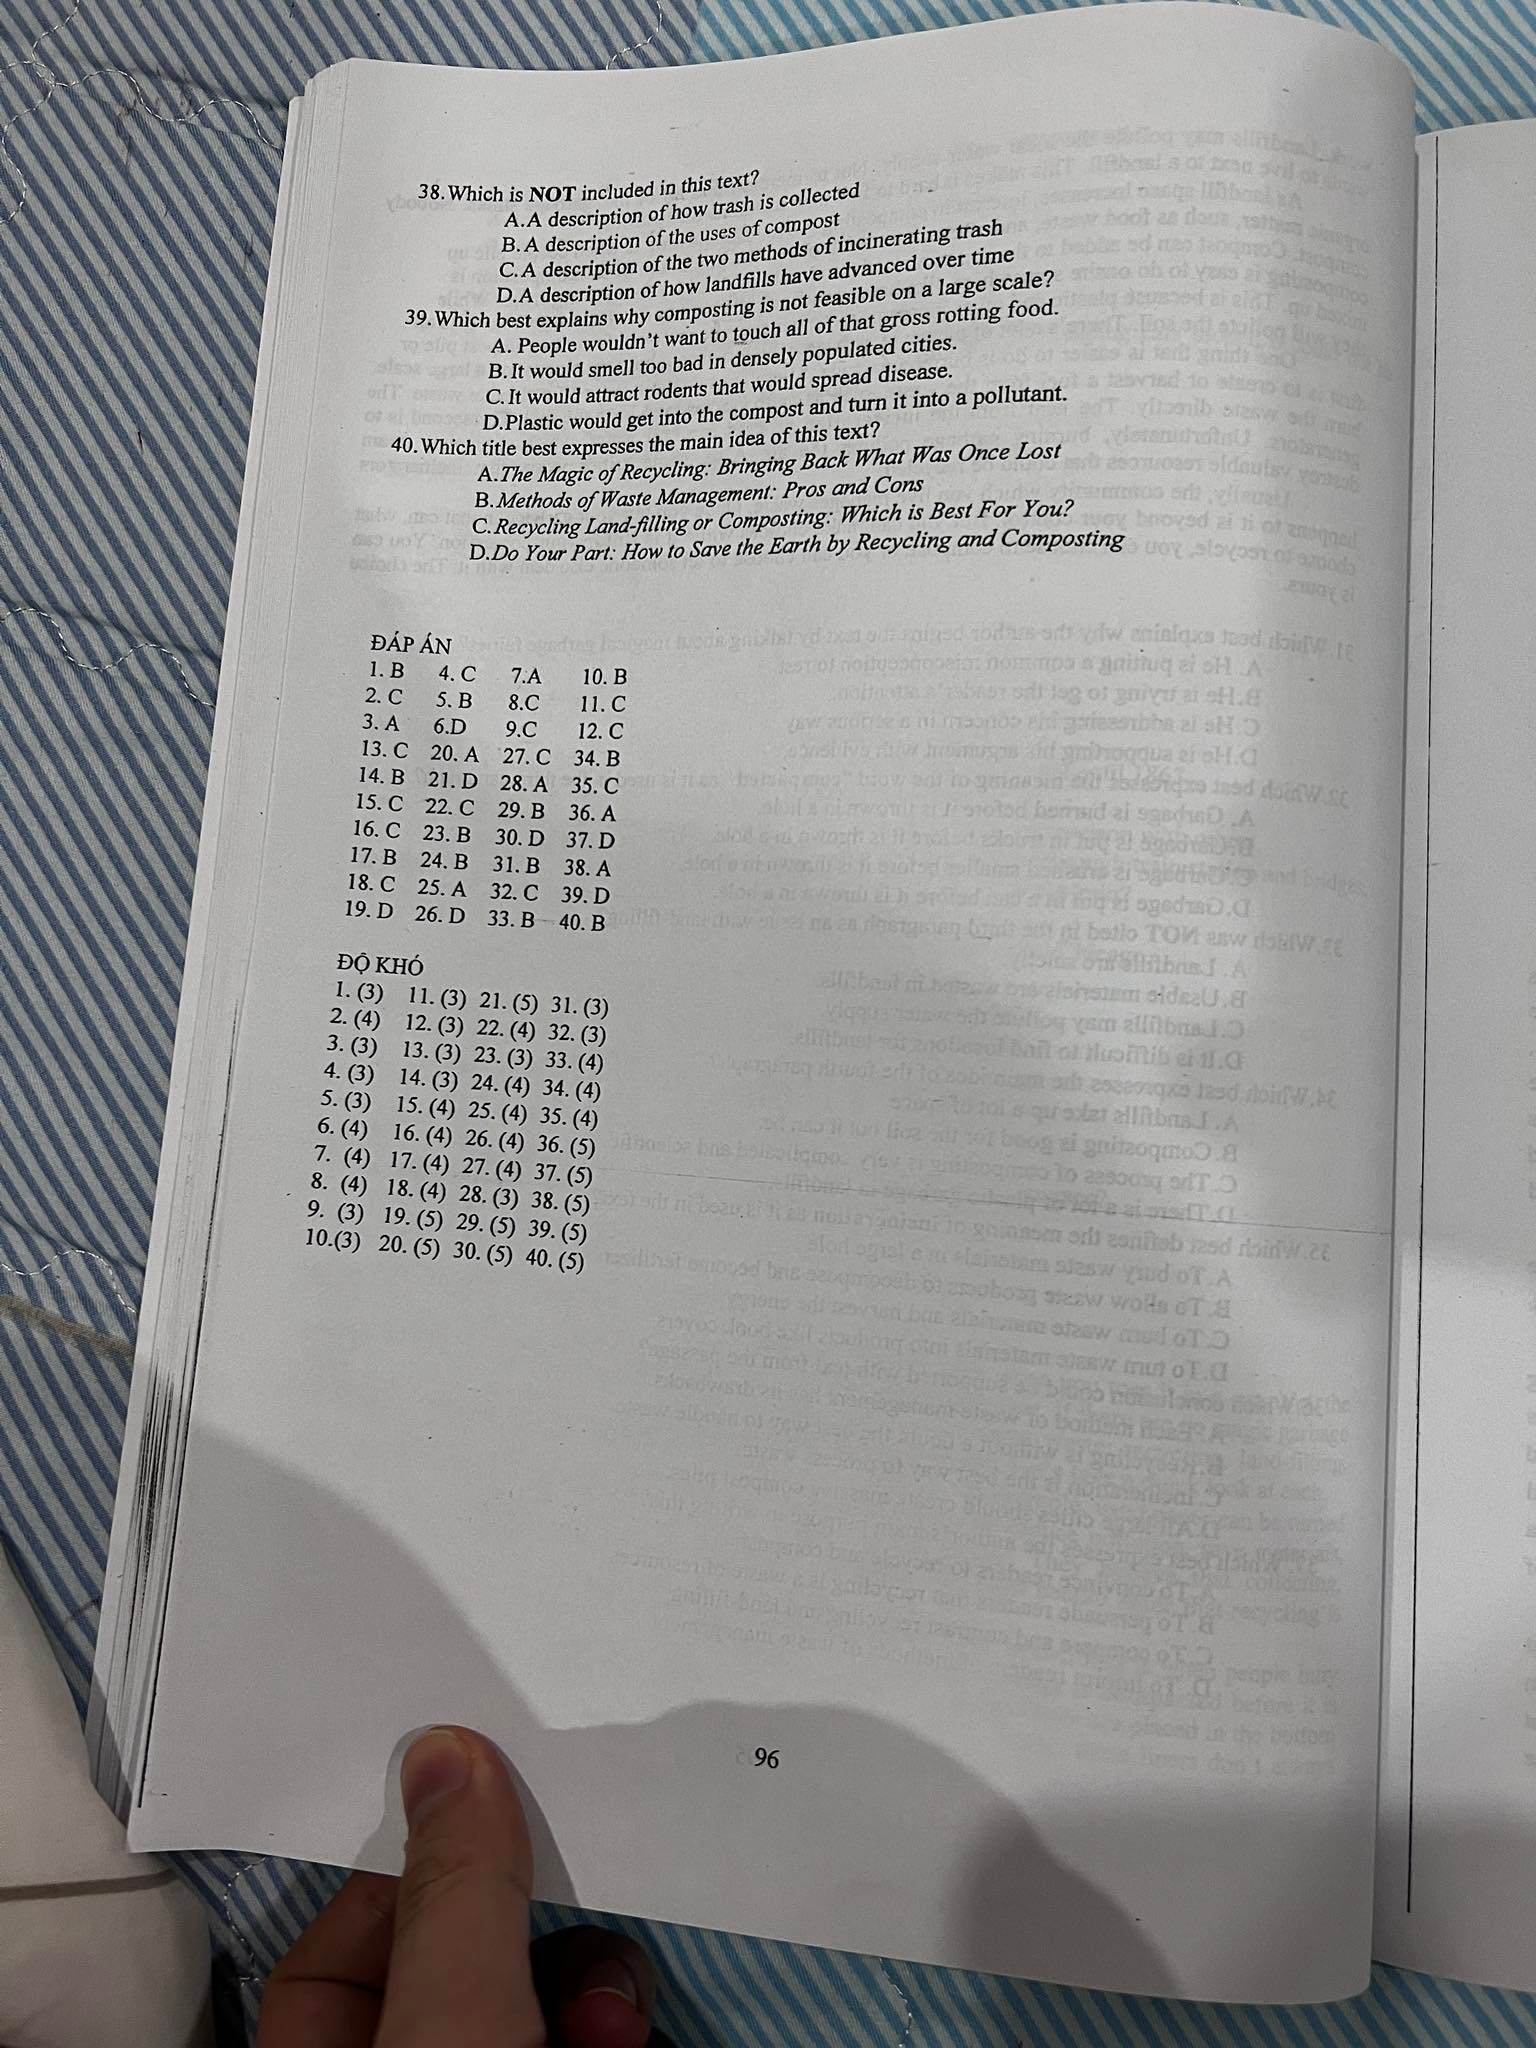 38. Which is NOT included in this text?
A. A description of how trash is collected
B. A description of the uses of compost
C. A description of the two methods of incinerating trash
D. A description of how landfills have advanced over time
39. Which best explains why composting is not feasible on a large scale?
A. People wouldn't want to touch all of that gross rotting food.
B. It would smell too bad in densely populated cities.
C. It would attract rodents that would spread disease.
D. Plastic would get into the compost and turn it into a pollutant.
40. Which title best expresses the main idea of this text?
A. The Magic of Recycling: Bringing Back What Was Once Lost
B. Methods of Waste Management: Pros and Cons
C. Recycling Land-filling or Composting: Which is Best For You?
D. Do Your Part: How to Save the Earth by Recycling and Composting
ĐÁP ÁN
1. B 4. C 7.A 10. B
2. C 5. B 8.C 11. C
3. A 6.D 9.C 12. C
13. C 20. A 27. C 34. B
14. B 21. D 28. A 35. C
15. C 22. C 29. B 36. A
16. C 23. B 30. D 37. D
17. B 24. B 31. B 38. A
18. C 25. A 32. C 39. D
19. D 26. D 33. B 40. B
ĐỘ KHÓ
1. (3) 11. (3) 21. (5) 31. (3)
2. (4) 12. (3) 22. (4) 32. (3)
3. (3) 13. (3) 23. (3) 33. (4)
4. (3) 14. (3) 24. (4) 34. (4)
5. (3) 15. (4) 25. (4) 35. (4)
6. (4) 16. (4) 26. (4) 36. (5)
7. (4) 17. (4) 27. (4) 37. (5)
8. (4) 18. (4) 28. (3) 38. (5)
9. (3) 19. (5) 29. (5) 39. (5)
10.(3) 20. (5) 30. (5) 40. (5)
96